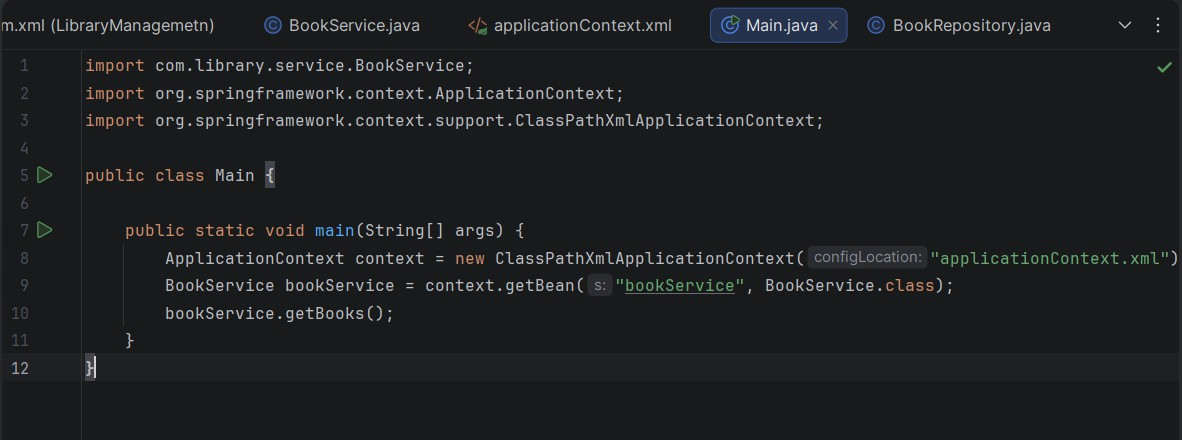 m.xml (LibraryManagemetn) BookService.java applicationContext.xml Main.java BookRepository.java
1 import com.library.service.BookService;
2 import org.springframework.context.ApplicationContext;
3 import org.springframework.context.support.ClassPathXmlApplicationContext;
4
5 public class Main {
6
7 public static void main(String[] args) {
8 ApplicationContext context = new ClassPathXmlApplicationContext( configLocation: "applicationContext.xml")
9 BookService bookService = context.getBean( s: "bookService", BookService.class);
10 bookService.getBooks();
11 }
12 }